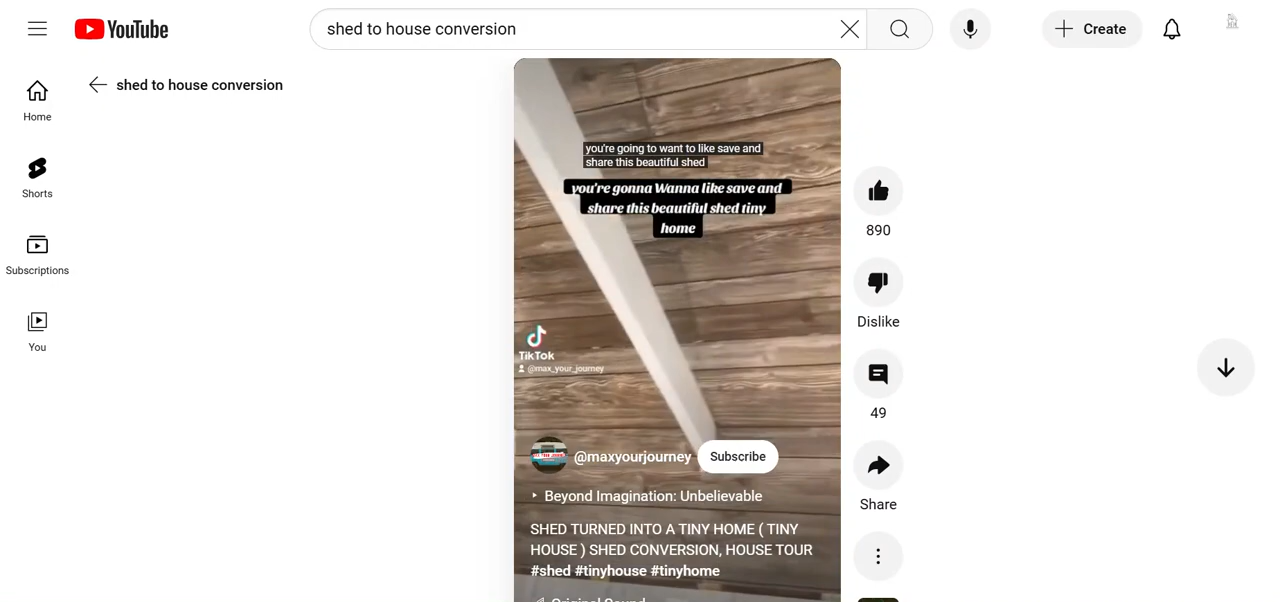 YouTube
shed to house conversion
Create
shed to house conversion
Home
Shorts
Subscriptions
You
you're going to want to like save and
share this beautiful shed
you're gonna Wanna like save and
share this beautiful shed tiny
home
TikTok
@max_your_journey
@maxyourjourney
Subscribe
Beyond Imagination: Unbelievable
SHED TURNED INTO A TINY HOME ( TINY
HOUSE ) SHED CONVERSION, HOUSE TOUR
#shed #tinyhouse #tinyhome
Original Sound
890
Dislike
49
Share